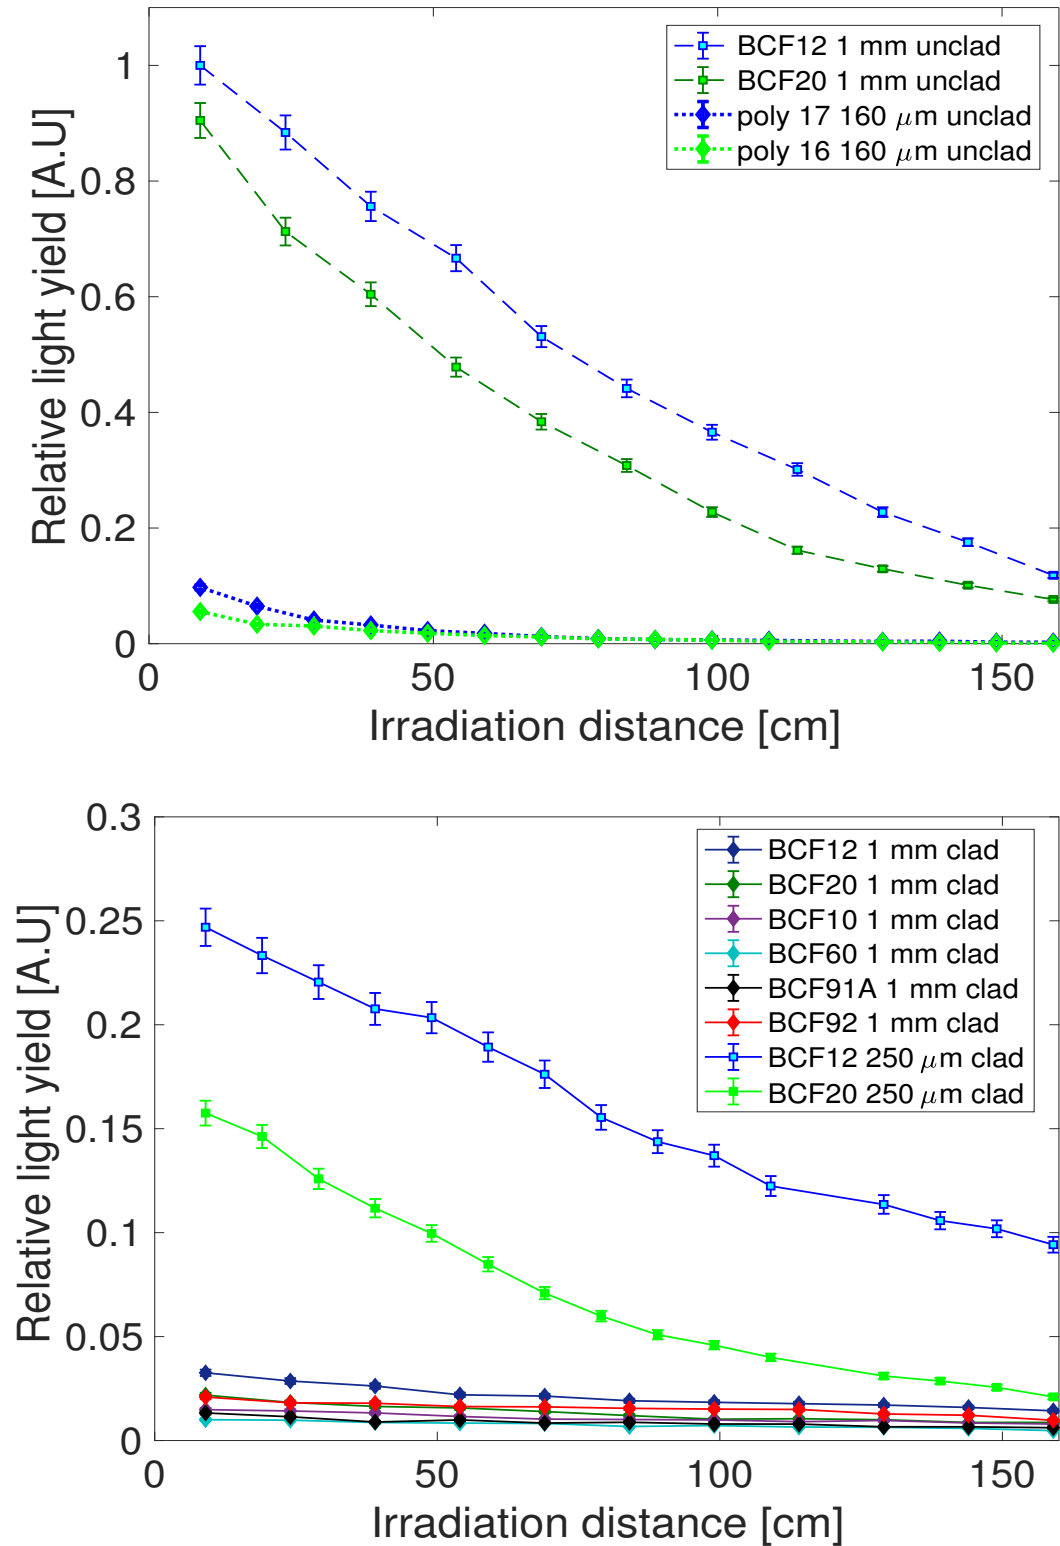 Relative light yield [A.U]
1
0.8
0.6
0.4
0.2
0
BCF12 1 mm unclad
BCF20 1 mm unclad
poly 17 160 μm unclad
poly 16 160 μm unclad
0 50 100 150
Irradiation distance [cm]
Relative light yield [A.U]
0.3
0.25
0.2
0.15
0.1
0.05
0
BCF12 1 mm clad
BCF20 1 mm clad
BCF10 1 mm clad
BCF60 1 mm clad
BCF91A 1 mm clad
BCF92 1 mm clad
BCF12 250 μm clad
BCF20 250 μm clad
0 50 100 150
Irradiation distance [cm]